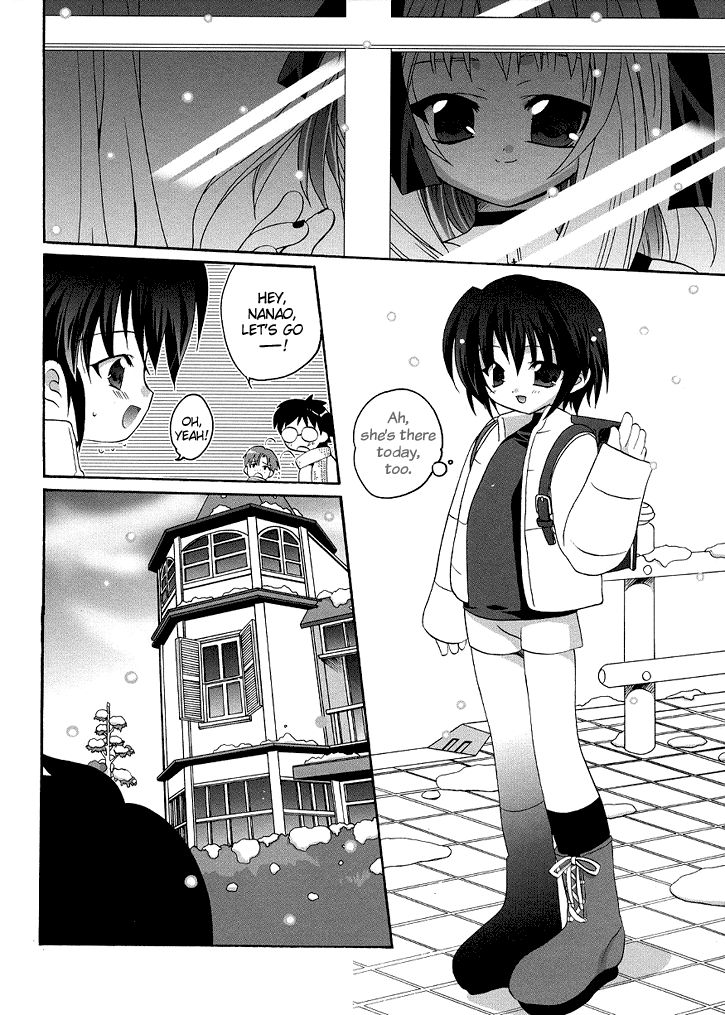 HEY,
NANAO,
LET'S GO
—!
OH,
YEAH!
Ah,
she's there
today,
too.